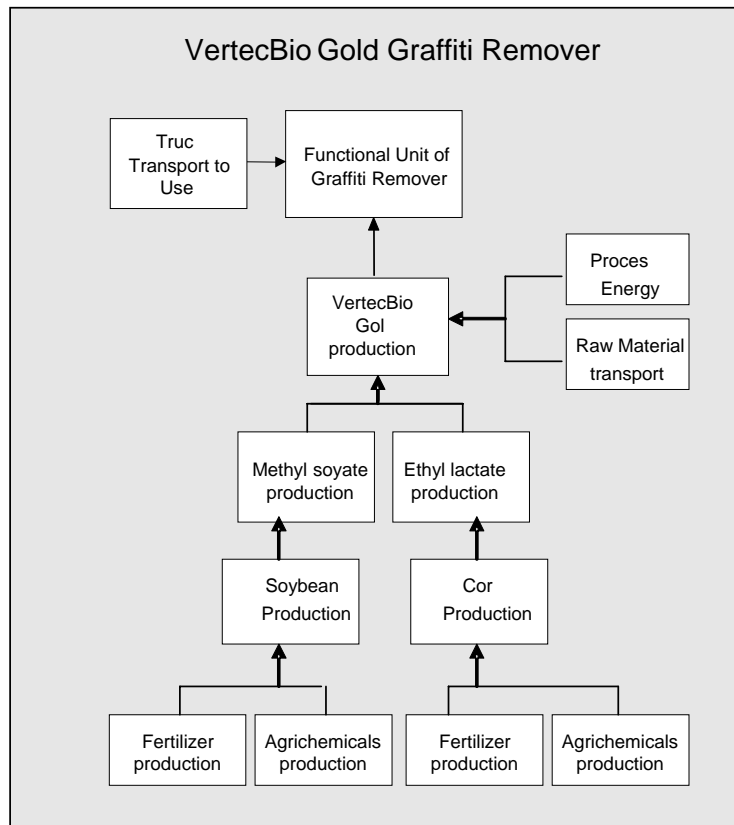 VertecBio Gold Graffiti Remover
Truc
Transport to
Use
Functional Unit of
Graffiti Remover
VertecBio
Gol
production
Proces
Energy
Raw Material
transport
Methyl soyate
production
Ethyl lactate
production
Soybean
Production
Cor
Production
Fertilizer
production
Agrichemicals
production
Fertilizer
production
Agrichemicals
production